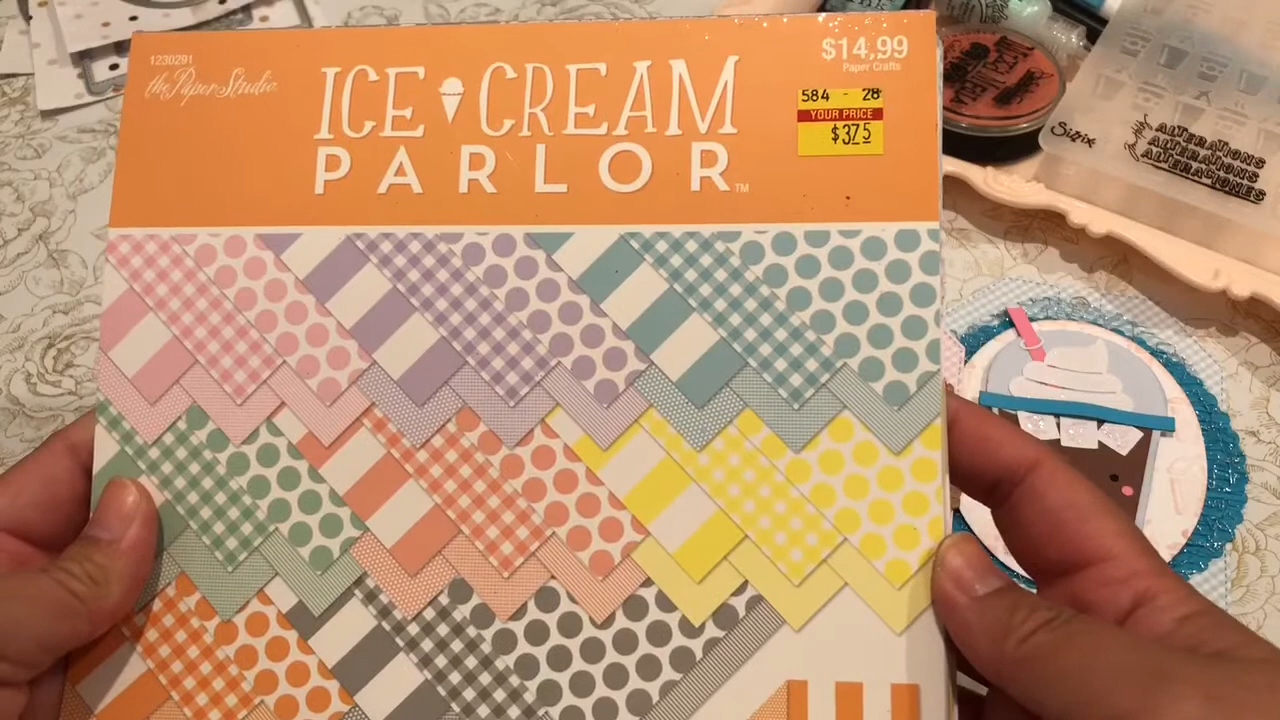 1230291
the Paper Studio
ICE CREAM
PARLOR™
$14.99
Paper Crafts
584 - 28
YOUR PRICE
$3.75
Sizzix
ALTERATIONS
ALTERATIONS
ALTERACIONES